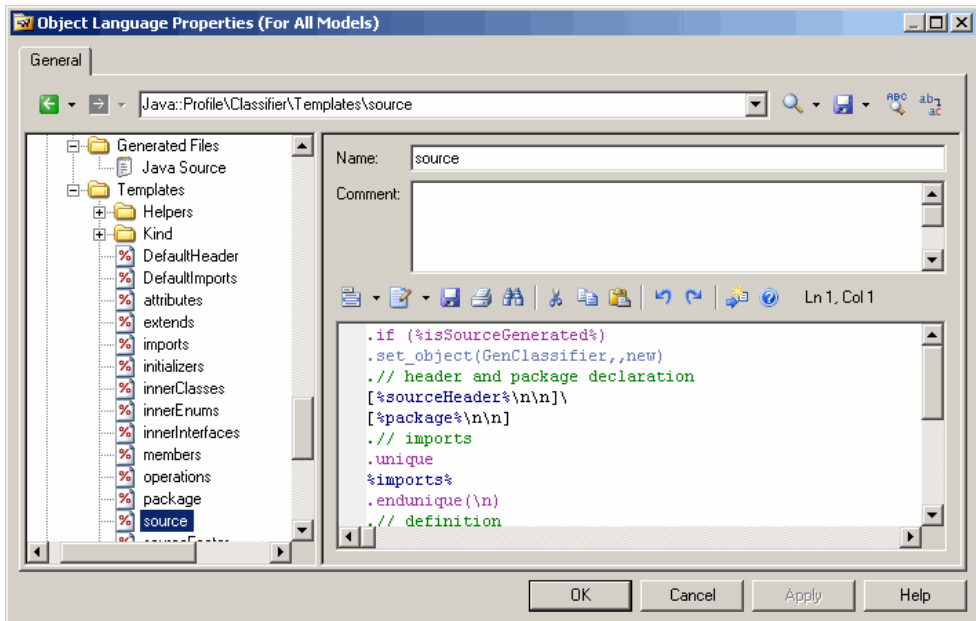 Object Language Properties (For All Models)
General
Java::Profile\Classifier\Templates\source
ABC
ab
ac
Generated Files
Java Source
Templates
Helpers
Kind
DefaultHeader
DefaultImports
attributes
extends
imports
initializers
innerClasses
innerEnums
innerInterfaces
members
operations
package
source
Name:
source
Comment:
Ln 1, Col 1
.if (%isSourceGenerated%)
.set_object(GenClassifier,,new)
.// header and package declaration
[%sourceHeader%\n\n]\
[%package%\n\n]
.// imports
.unique
%imports%
.endunique(\n)
.// definition
OK
Cancel
Apply
Help